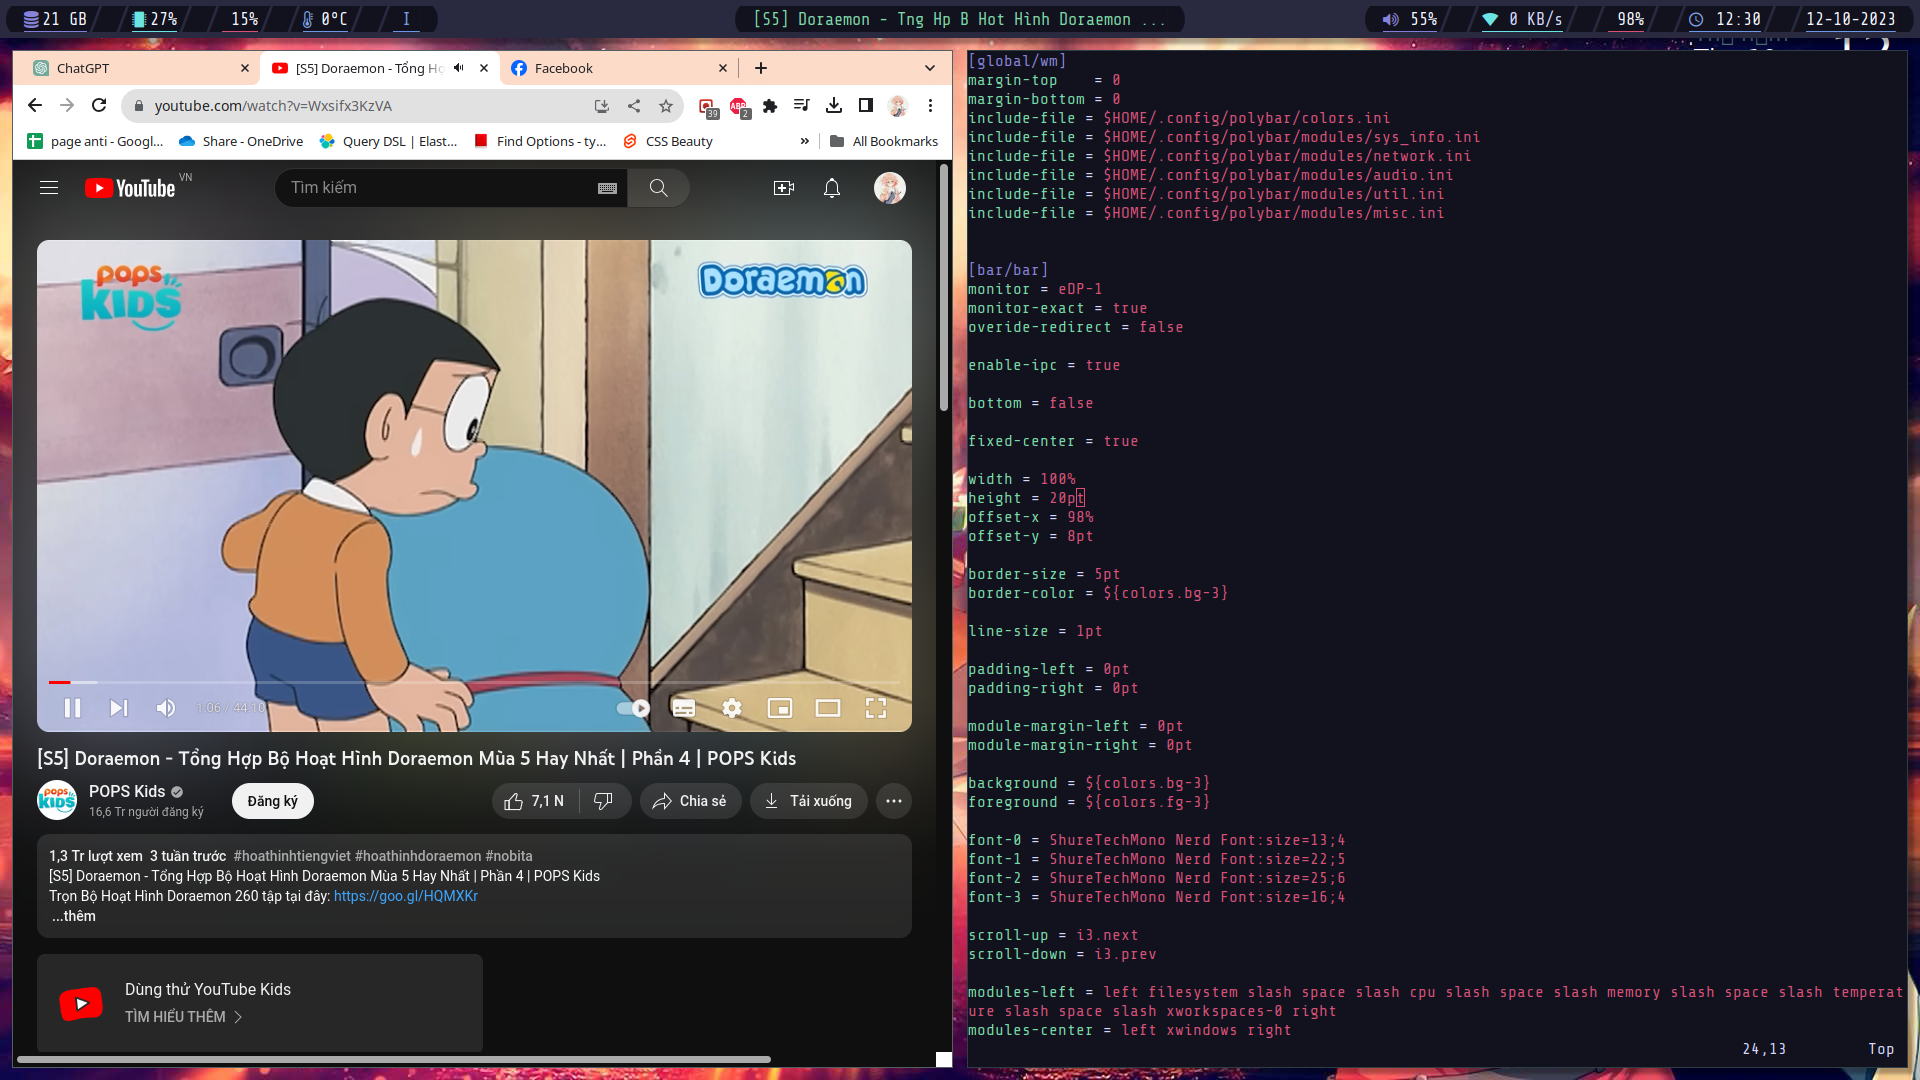 21 GB
27%
15%
0°C
I
[S5] Doraemon - Tng Hp B Hot Hình Doraemon ...
55%
0 KB/s
98%
12:30
12-10-2023
ChatGPT
[S5] Doraemon - Tổng Hợ
Facebook
youtube.com/watch?v=Wxsifx3KzVA
39
ABP
2
page anti - Googl...
Share - OneDrive
Query DSL | Elast...
Find Options - ty...
CSS Beauty
»
All Bookmarks
YouTube
VN
Tìm kiếm
POPS
KIDS
Doraemon
1:06 / 44:10
[S5] Doraemon - Tổng Hợp Bộ Hoạt Hình Doraemon Mùa 5 Hay Nhất | Phần 4 | POPS Kids
POPS
KIDS
POPS Kids
16,6 Tr người đăng ký
Đăng ký
7,1 N
Chia sẻ
Tải xuống
1,3 Tr lượt xem 3 tuần trước #hoathinhtiengviet #hoathinhdoraemon #nobita
[S5] Doraemon - Tổng Hợp Bộ Hoạt Hình Doraemon Mùa 5 Hay Nhất | Phần 4 | POPS Kids
Trọn Bộ Hoạt Hình Doraemon 260 tập tại đây: https://goo.gl/HQMXKr
...thêm
Dùng thử YouTube Kids
TÌM HIỂU THÊM
[global/wm]
margin-top    = 0
margin-bottom = 0
include-file = $HOME/.config/polybar/colors.ini
include-file = $HOME/.config/polybar/modules/sys_info.ini
include-file = $HOME/.config/polybar/modules/network.ini
include-file = $HOME/.config/polybar/modules/audio.ini
include-file = $HOME/.config/polybar/modules/util.ini
include-file = $HOME/.config/polybar/modules/misc.ini
[bar/bar]
monitor = eDP-1
monitor-exact = true
overide-redirect = false
enable-ipc = true
bottom = false
fixed-center = true
width = 100%
height = 20pt
offset-x = 98%
offset-y = 8pt
border-size = 5pt
border-color = ${colors.bg-3}
line-size = 1pt
padding-left = 0pt
padding-right = 0pt
module-margin-left = 0pt
module-margin-right = 0pt
background = ${colors.bg-3}
foreground = ${colors.fg-3}
font-0 = ShureTechMono Nerd Font:size=13;4
font-1 = ShureTechMono Nerd Font:size=22;5
font-2 = ShureTechMono Nerd Font:size=25;6
font-3 = ShureTechMono Nerd Font:size=16;4
scroll-up = i3.next
scroll-down = i3.prev
modules-left = left filesystem slash space slash cpu slash space slash memory slash space slash temperat
ure slash space slash xworkspaces-0 right
modules-center = left xwindows right
24,13
Top